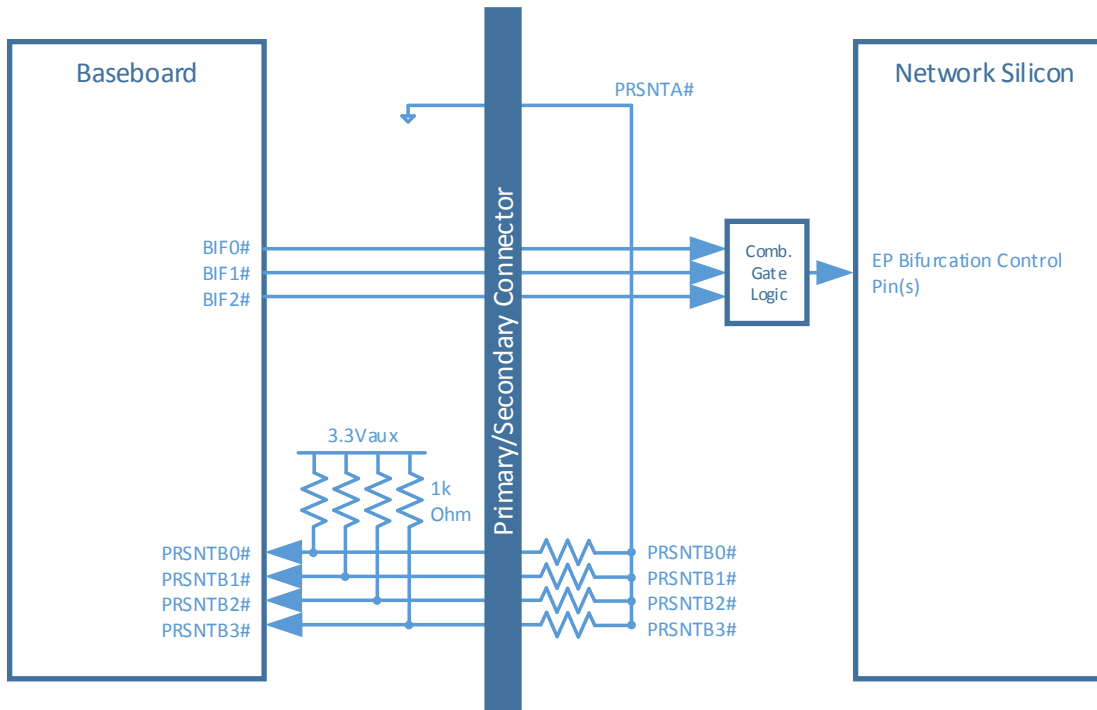 Baseboard
Network Silicon
PRSNTA#
Primary/Secondary Connector
BIF0#
BIF1#
BIF2#
Comb.
Gate
Logic
EP Bifurcation Control
Pin(s)
3.3Vaux
1k
Ohm
PRSNTB0#
PRSNTB1#
PRSNTB2#
PRSNTB3#
PRSNTB0#
PRSNTB1#
PRSNTB2#
PRSNTB3#